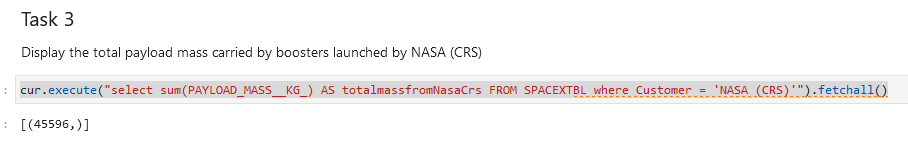 Task 3
Display the total payload mass carried by boosters launched by NASA (CRS)
: cur.execute("select sum(PAYLOAD_MASS__KG_) AS totalmassfromNasaCrs FROM SPACEXTBL where Customer = 'NASA (CRS)'").fetchall()
: [(45596,)]